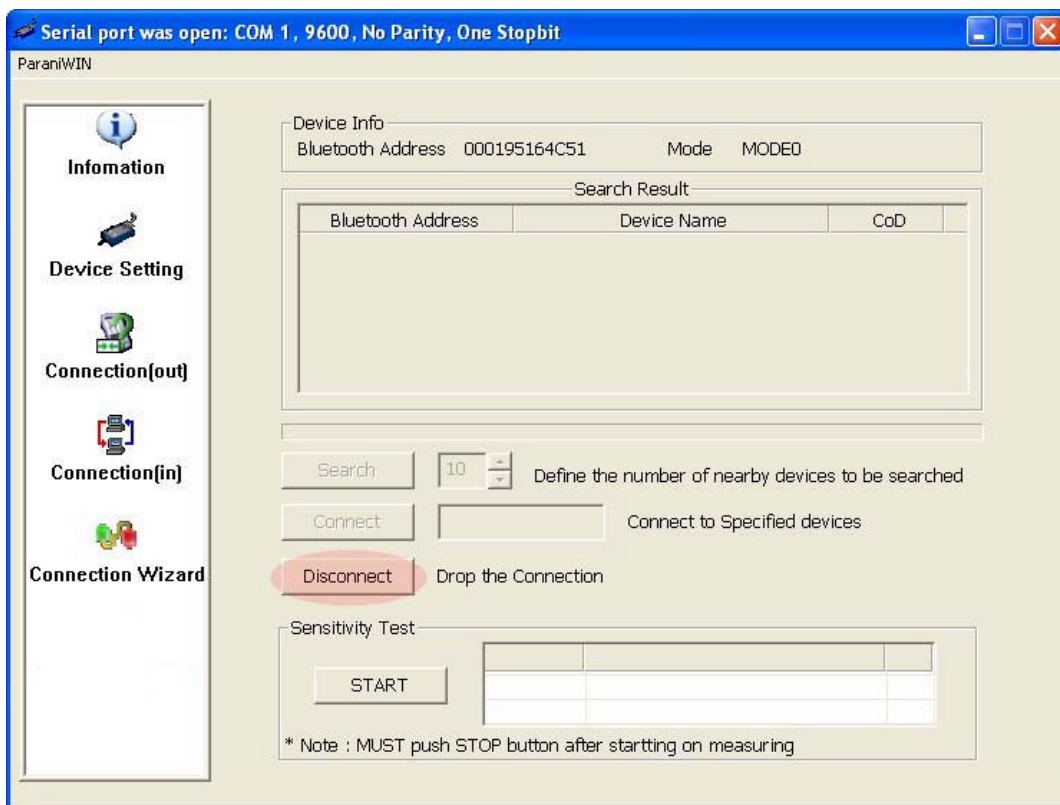 Serial port was open: COM 1, 9600, No Parity, One Stopbit
ParaniWIN
Infomation
Device Setting
Connection(out)
Connection(in)
Connection Wizard
Device Info
Bluetooth Address 000195164C51 Mode MODE0
Search Result
Bluetooth Address Device Name CoD
Search 10 Define the number of nearby devices to be searched
Connect Connect to Specified devices
Disconnect Drop the Connection
Sensitivity Test
START
* Note : MUST push STOP button after startting on measuring